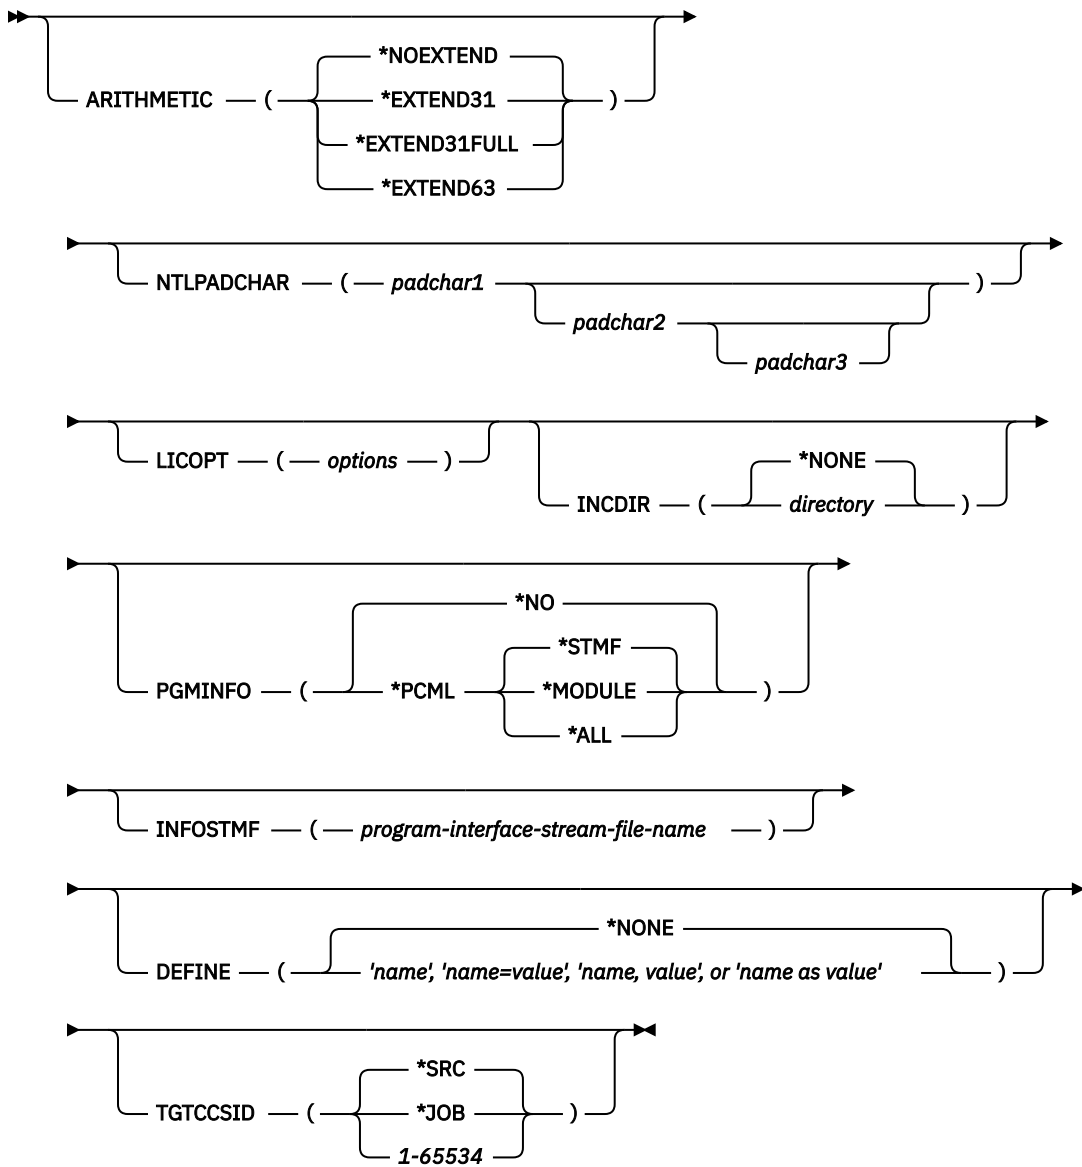 *NOEXTEND
ARITHMETIC ( *EXTEND31 )
*EXTEND31FULL
*EXTEND63
NTLPADCHAR ( padchar1 )
padchar2
padchar3
LICOPT ( options )
*NONE
INCDIR ( directory )
*NO
*STMF
PGMINFO ( *PCML *MODULE )
*ALL
INFOSTMF ( program-interface-stream-file-name )
*NONE
DEFINE ( 'name', 'name=value', 'name, value', or 'name as value' )
*SRC
TGTCCSID ( *JOB )
1-65534